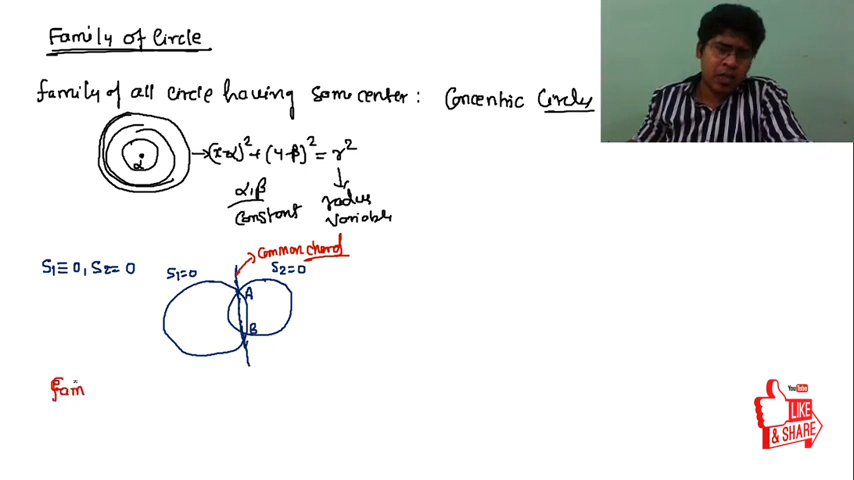 Family of Circle
family of all circle having same center : Concentric Circles
α
(x-α)² + (y-β)² = r²
α, β
constant
radius
variable
S₁ ≡ 0, S₂ = 0
S₁=0
common chord
S₂=0
A
B
fam
YouTube
LIKE
& SHARE